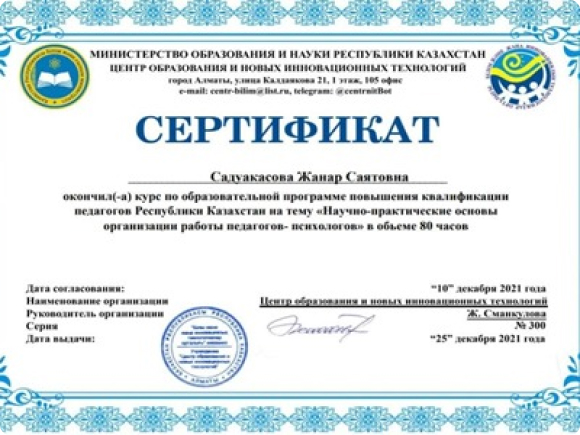 МИНИСТЕРСТВО ОБРАЗОВАНИЯ И НАУКИ РЕСПУБЛИКИ КАЗАХСТАН
ЦЕНТР ОБРАЗОВАНИЯ И НОВЫХ ИННОВАЦИОННЫХ ТЕХНОЛОГИЙ
город Алматы, улица Калдаякова 21, 1 этаж, 105 офис
e-mail: centr-bilim@list.ru, telegram: @centrnitBot
СЕРТИФИКАТ
Садуакасова Жанар Саятовна
окончил(-а) курс по образовательной программе повышения квалификации
педагогов Республики Казахстан на тему «Научно-практические основы
организации работы педагогов- психологов» в обьеме 80 часов
Дата согласования: “10” декабря 2021 года
Наименование организации Центр образования и новых инновационных технологий
Руководитель организации Ж. Сманкулова
Серия № 300
Дата выдачи: “25” декабря 2021 года